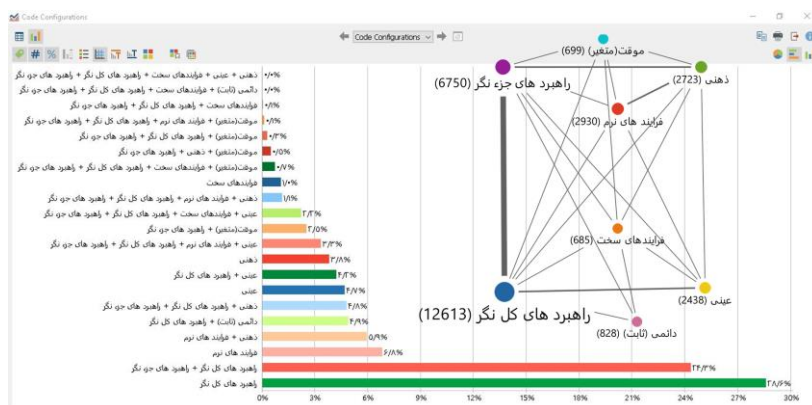 Code Configurations
Code Configurations
موقت(متغیر) (699)
ذهنی (2723)
راهبرد های جزء نگر (6750)
فرایند های نرم (2930)
فرایندهای سخت (685)
عینی (2438)
راهبرد های کل نگر (12613)
دائمی (ثابت) (828)
ذهنی + عینی + فرایندهای سخت + راهبرد های کل نگر + راهبرد های جزء نگر ۰/۰%
دائمی (ثابت) + فرایندهای سخت + راهبرد های کل نگر + راهبرد های جزء نگر ۰/۰%
فرایندهای سخت + راهبرد های کل نگر + راهبرد های جزء نگر ۰/۱%
موقت(متغیر) + فرایند های نرم + راهبرد های کل نگر + راهبرد های جزء نگر ۰/۱%
موقت(متغیر) + راهبرد های کل نگر + راهبرد های جزء نگر ۰/۳%
موقت(متغیر) + ذهنی + راهبرد های جزء نگر ۰/۵%
موقت(متغیر) + فرایندهای سخت + راهبرد های کل نگر + راهبرد های جزء نگر ۰/۷%
فرایندهای سخت ۱/۰%
ذهنی + فرایند های نرم + راهبرد های کل نگر + راهبرد های جزء نگر ۱/۱%
عینی + فرایندهای سخت + راهبرد های کل نگر + راهبرد های جزء نگر ۲/۲%
موقت(متغیر) + راهبرد های جزء نگر ۲/۵%
عینی + فرایند های نرم + راهبرد های کل نگر + راهبرد های جزء نگر ۳/۳%
ذهنی ۳/۸%
عینی + راهبرد های کل نگر ۴/۲%
عینی ۴/۷%
ذهنی + راهبرد های کل نگر + راهبرد های جزء نگر ۴/۸%
دائمی (ثابت) + راهبرد های کل نگر ۴/۹%
ذهنی + فرایند های نرم ۵/۹%
فرایند های نرم ۶/۸%
راهبرد های کل نگر + راهبرد های جزء نگر ۲۴/۳%
راهبرد های کل نگر ۲۸/۶%
0% 3% 6% 9% 12% 15% 18% 21% 24% 27% 30%